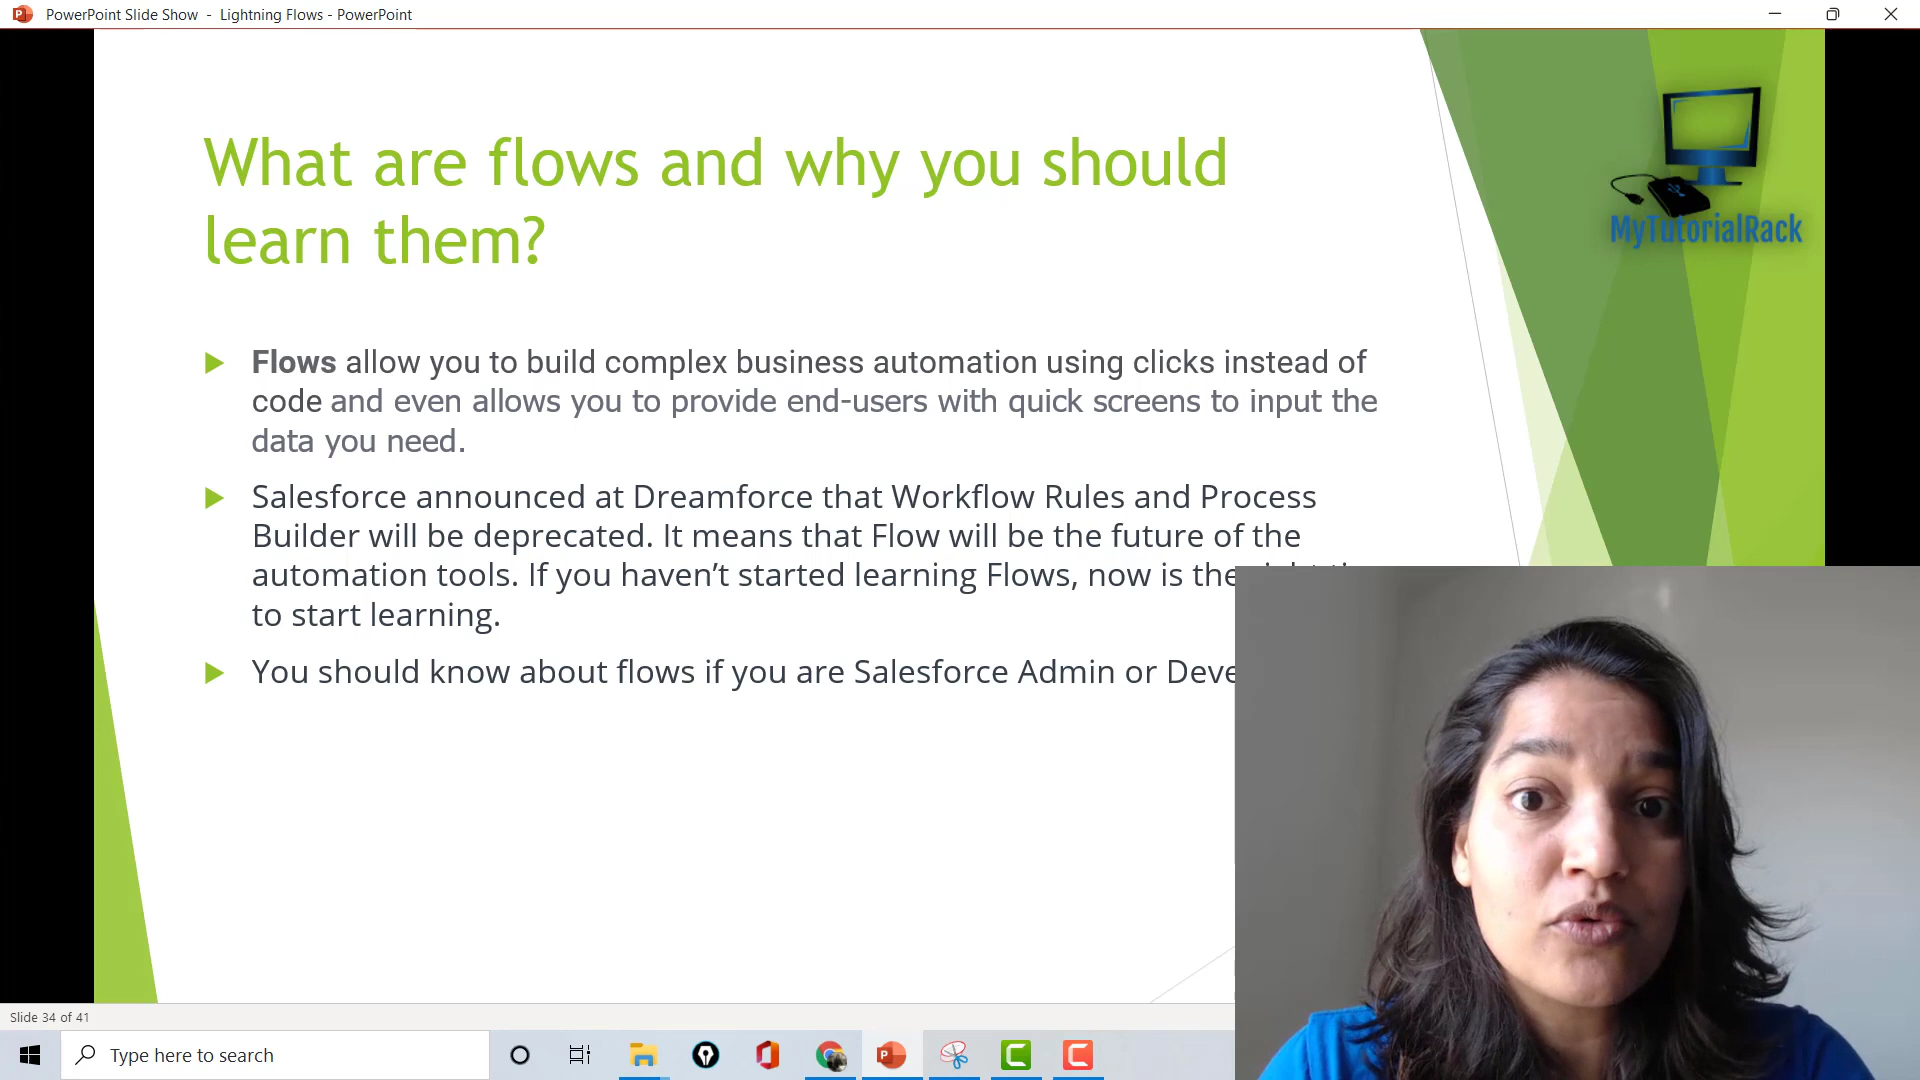 PowerPoint Slide Show - Lightning Flows - PowerPoint
MyTutorialRack
What are flows and why you should
learn them?
Flows allow you to build complex business automation using clicks instead of
code and even allows you to provide end-users with quick screens to input the
data you need.
Salesforce announced at Dreamforce that Workflow Rules and Process
Builder will be deprecated. It means that Flow will be the future of the
automation tools. If you haven’t started learning Flows, now is the
to start learning.
You should know about flows if you are Salesforce Admin or Deve
Slide 34 of 41
Type here to search